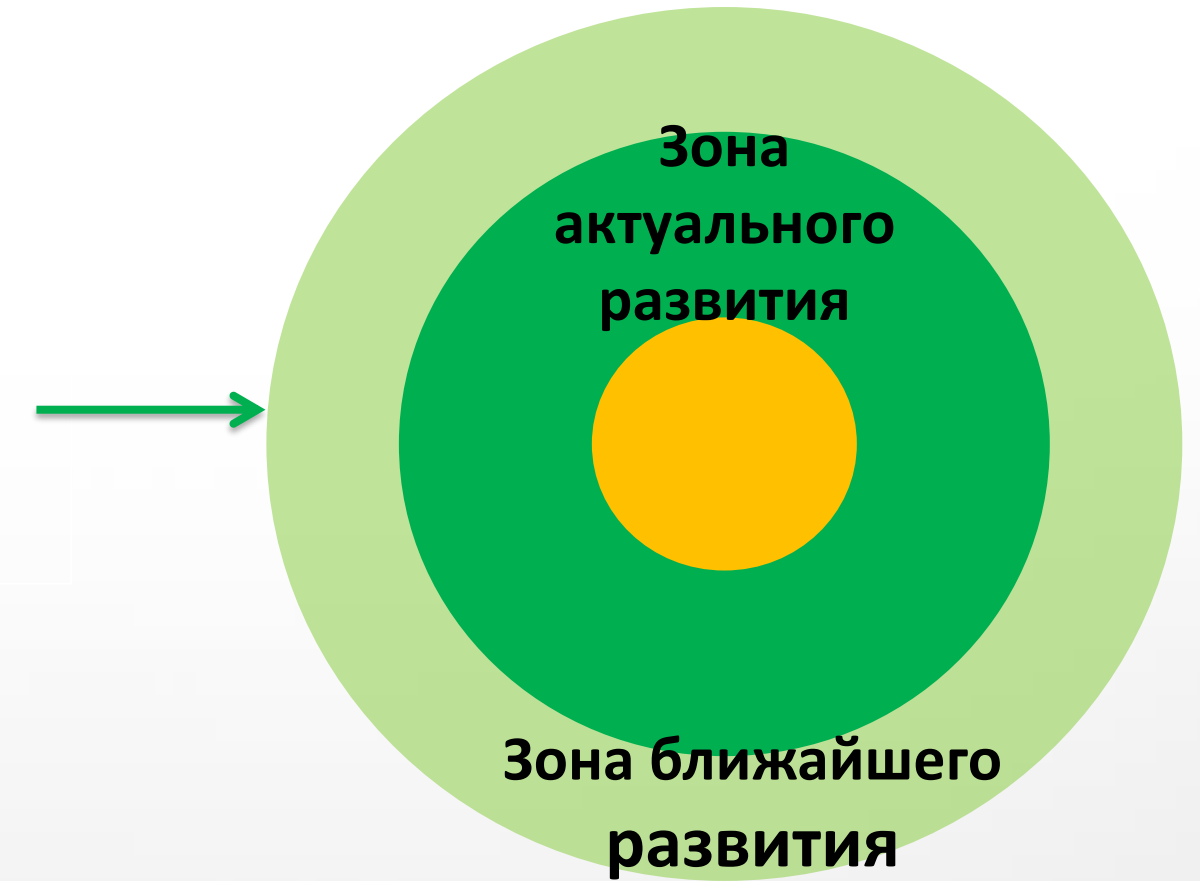 Зона
актуального
развития
Зона ближайшего
развития